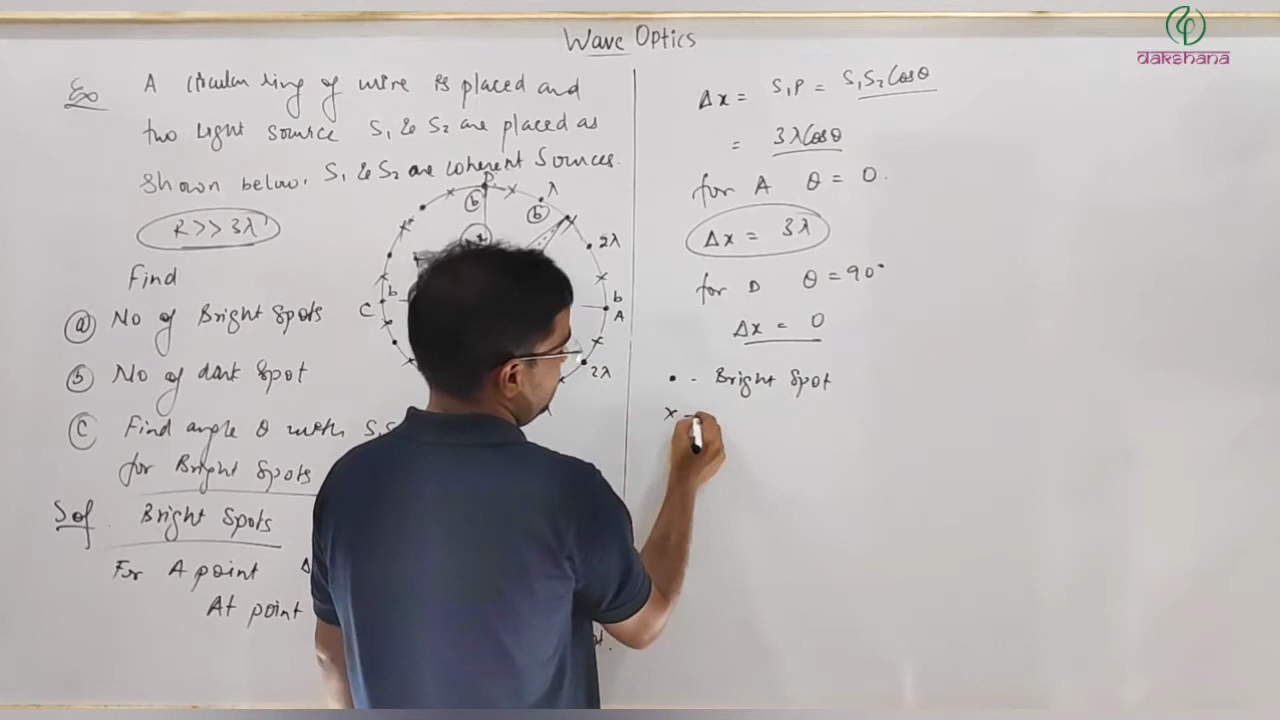 Wave Optics
dakshana
Ex A circular ring of wire is placed and
two light source S1 & S2 are placed as
shown below. S1 & S2 are coherent Sources.
R>>3λ
Find
a No of Bright Spots
b No of dark Spot
C Find angle θ with S1S
for Bright Spots
Sol. Bright Spots
For A point Δ
At point
P
b
b
λ
2λ
b
A
C
b
2λ
Δx = S1P = S1S2 Cosθ
= 3λCosθ
for A θ = 0.
Δx = 3λ
for D θ = 90°
Δx = 0
• - Bright Spot
x -